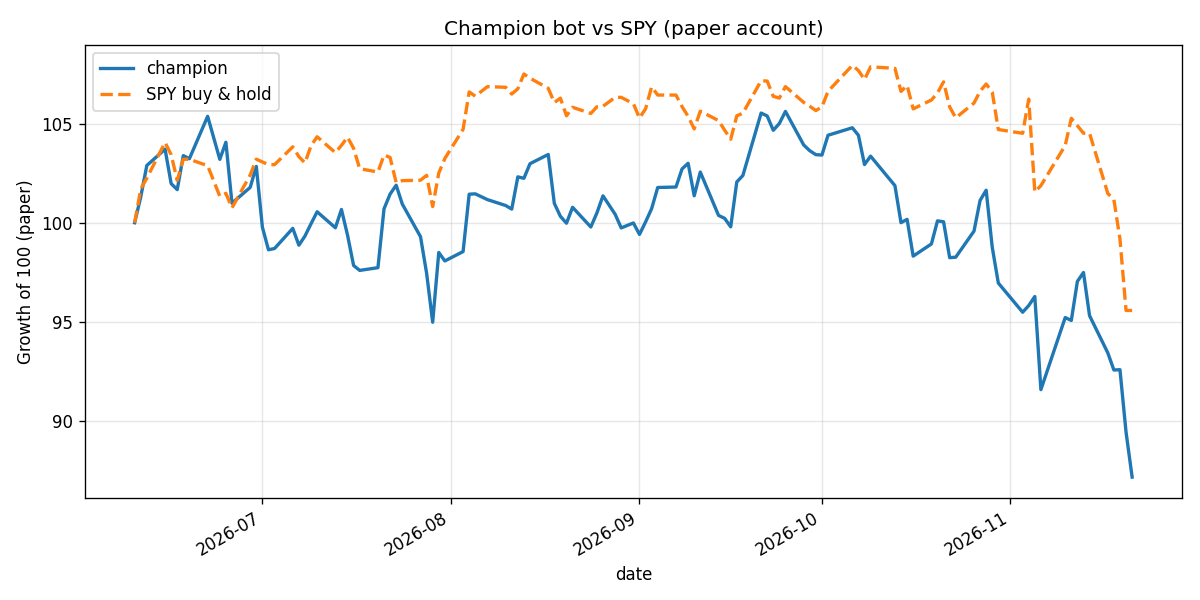 Champion bot vs SPY (paper account)
champion
SPY buy & hold
Growth of 100 (paper)
105
100
95
90
2026-07
2026-08
2026-09
2026-10
2026-11
date